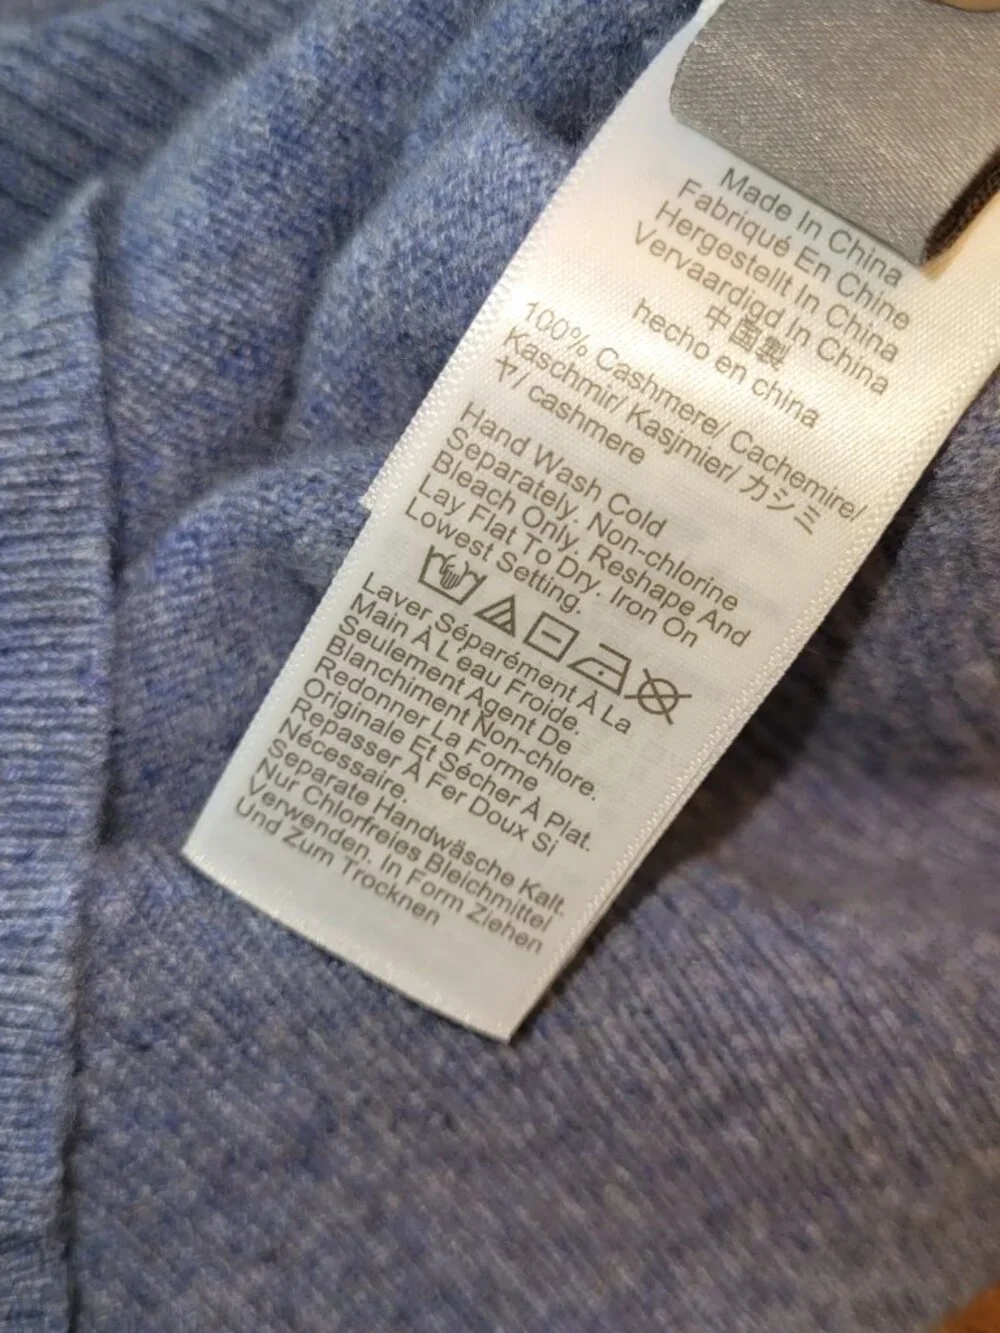 Made In China
Fabriqué En Chine
Hergestellt In China
Vervaardigd In China
中国製
hecho en china
100% Cashmere/ Cachemire/
Kaschmir/ Kasjmier/ カシミ
ヤ/ cashmere
Hand Wash Cold
Separately. Non-chlorine
Bleach Only. Reshape And
Lay Flat To Dry. Iron On
Lowest Setting.
Laver Séparément À La
Main À L'eau Froide.
Seulement Agent De
Blanchiment Non-chlore.
Redonner La Forme
Originale Et Sécher À Plat.
Repasser À Fer Doux Si
Nécessaire.
Separate Handwäsche Kalt.
Nur Chlorfreies Bleichmittel
Verwenden. In Form Ziehen
Und Zum Trocknen